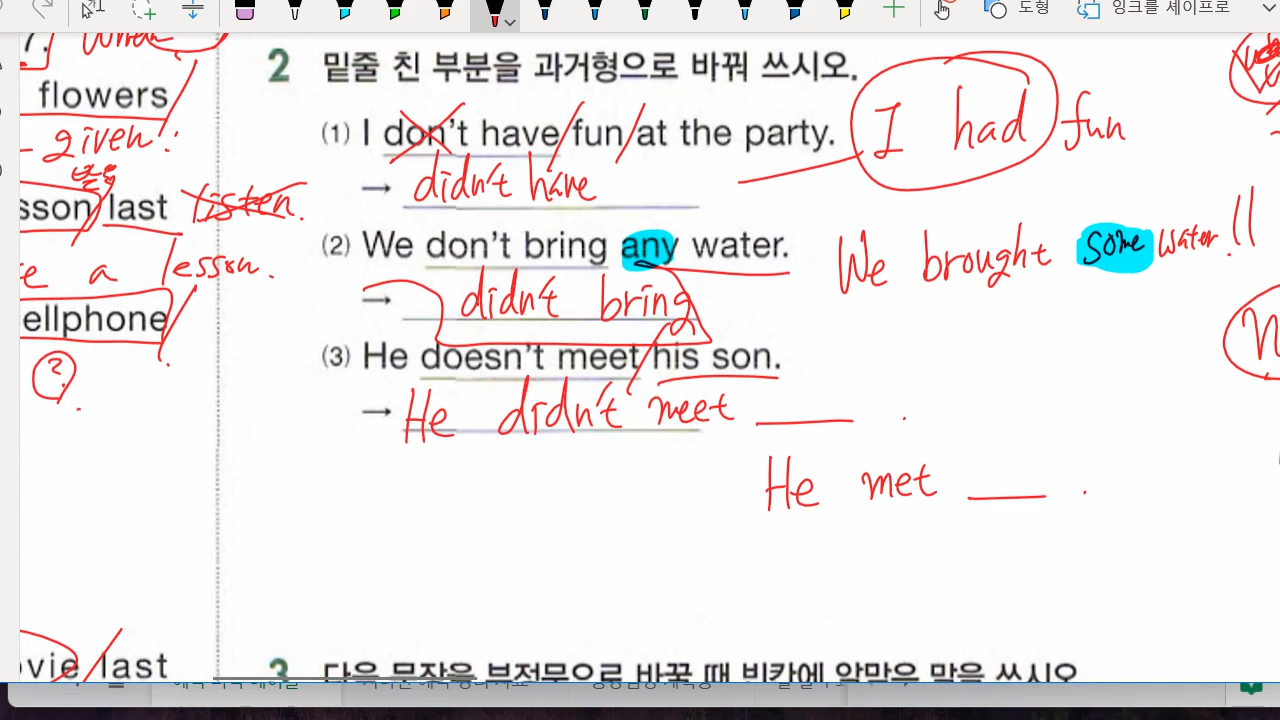 도형
잉크를 셰이프로
7. When
flowers
given!!
sson last listen.
e a lesson.
ellphone
?
ovie last
2 밑줄 친 부분을 과거형으로 바꿔 쓰시오.
(1) I don't have fun at the party.
→ didn't have
I had fun
(2) We don't bring any water.
→ didn't bring
We brought some water!!
(3) He doesn't meet his son.
→ He didn't meet ____ .
He met ____ .
3 다음 문장을 부정문으로 바꿀 때 빈칸에 알맞은 말을 쓰시오